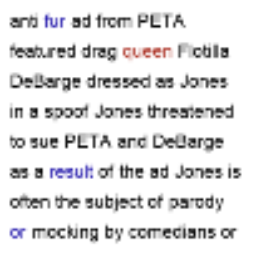 anti fur ad from PETA
featured drag queen Flotilla
DeBarge dressed as Jones
in a spoof Jones threatened
to sue PETA and DeBarge
as a result of the ad Jones is
often the subject of parody
or mocking by comedians or